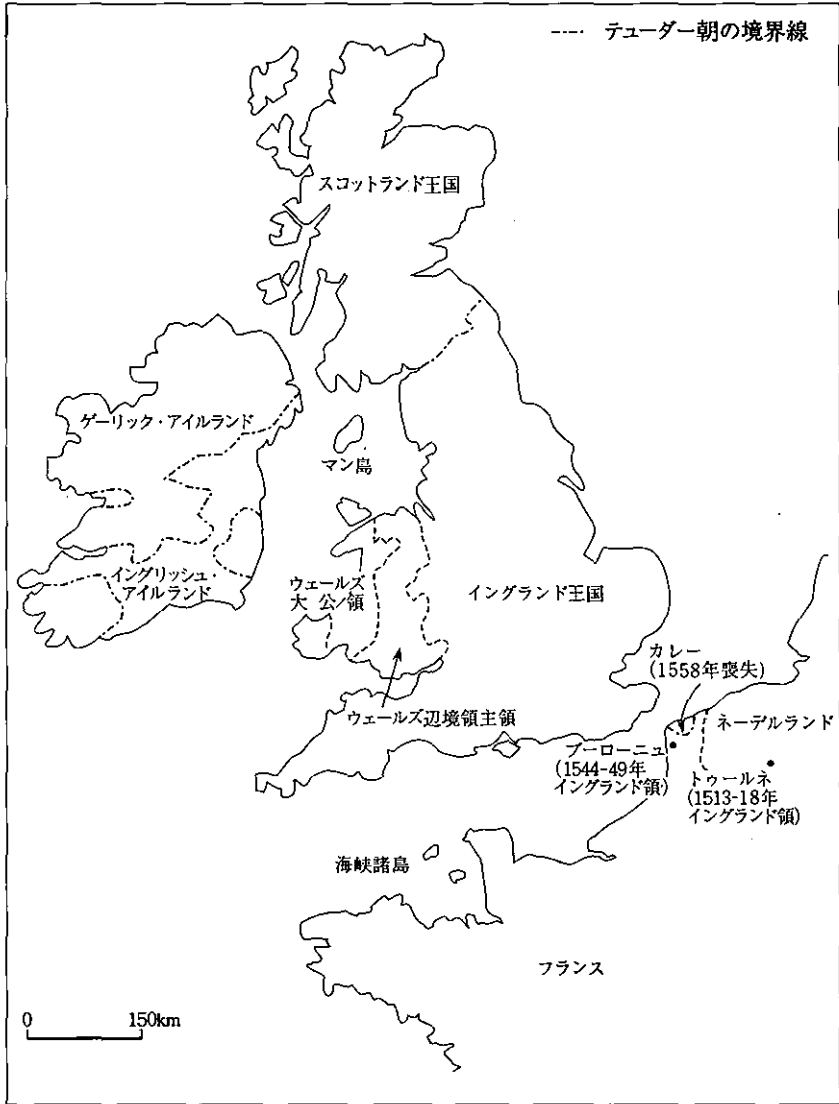 テューダー朝の境界線
スコットランド王国
ゲーリック・アイルランド
マン島
イングリッシュ・
アイルランド
ウェールズ
大公領
イングランド王国
カレー
(1558年喪失)
ウェールズ辺境領主領
ネーデルランド
ブーローニュ
(1544-49年
イングランド領)
トゥールネ
(1513-18年
イングランド領)
海峡諸島
フランス
0
150km